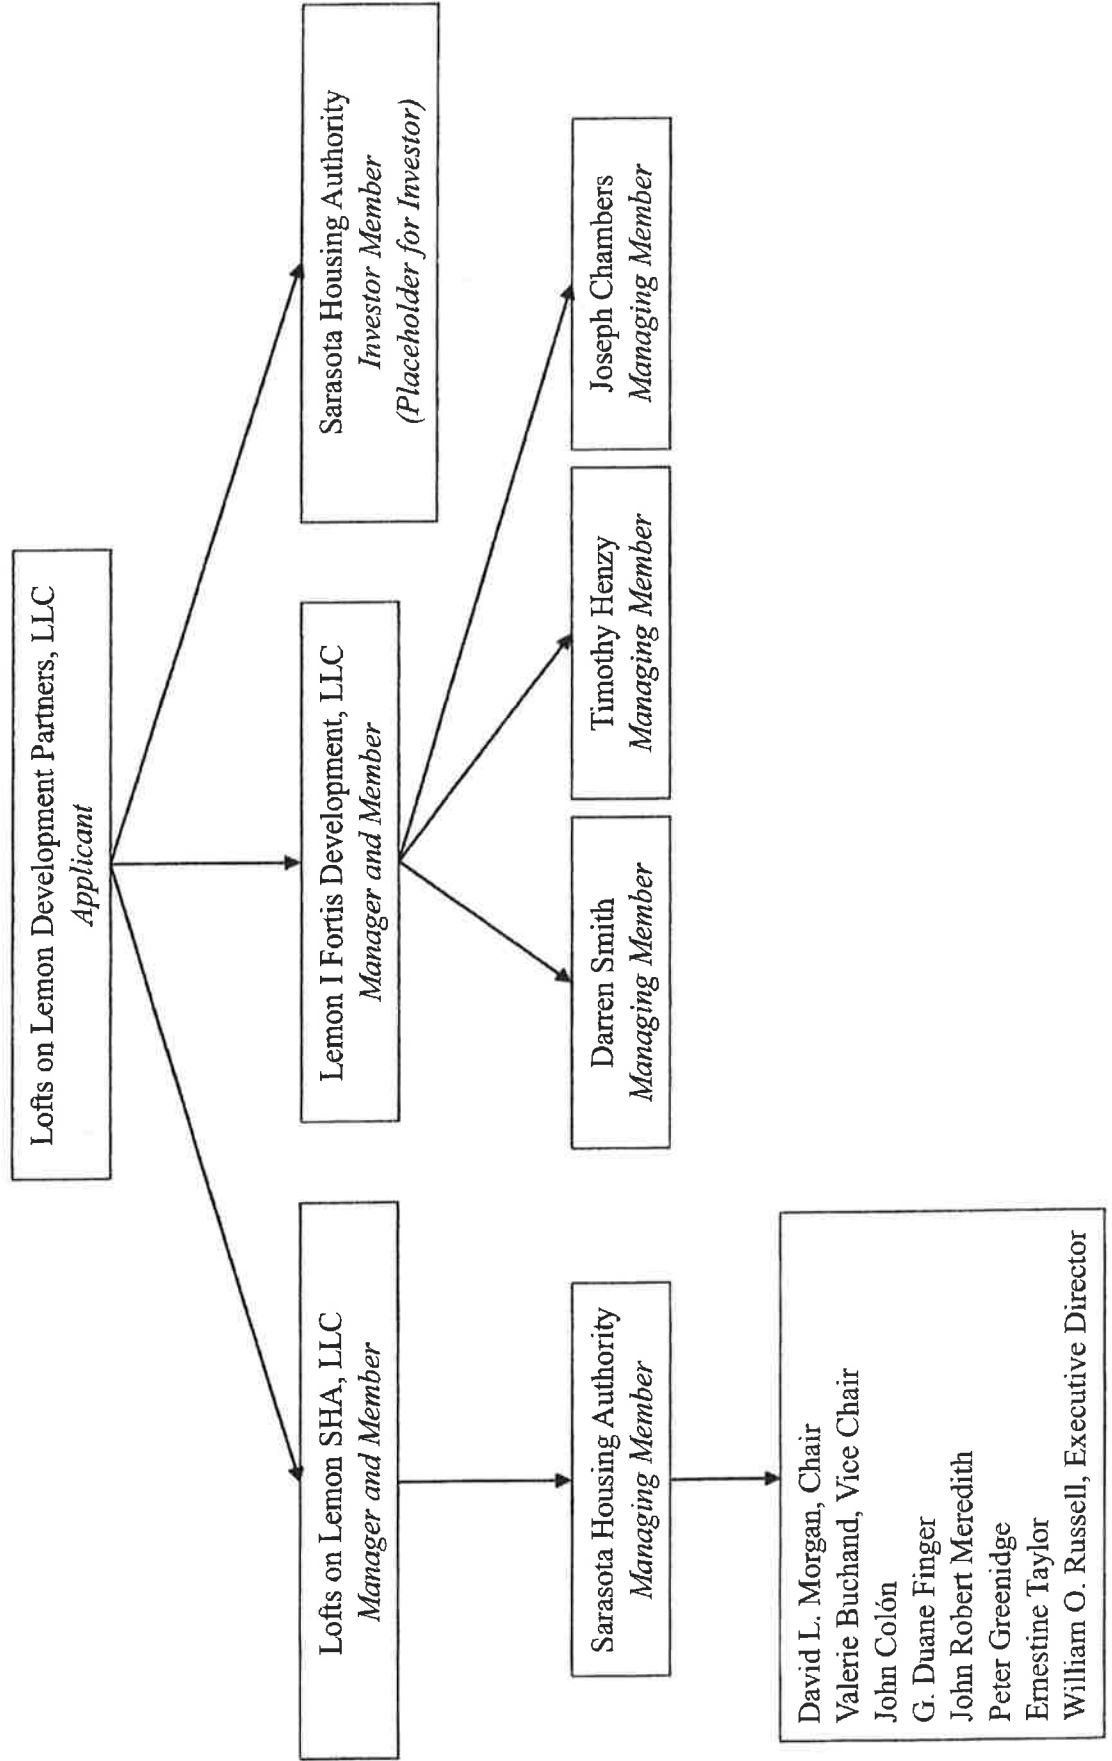 Lofts on Lemon Development Partners, LLC
Applicant
Lofts on Lemon SHA, LLC
Manager and Member
Lemon I Fortis Development, LLC
Manager and Member
Sarasota Housing Authority
Investor Member
(Placeholder for Investor)
Sarasota Housing Authority
Managing Member
Darren Smith
Managing Member
Timothy Henzy
Managing Member
Joseph Chambers
Managing Member
David L. Morgan, Chair
Valerie Buchand, Vice Chair
John Colón
G. Duane Finger
John Robert Meredith
Peter Greenidge
Ernestine Taylor
William O. Russell, Executive Director